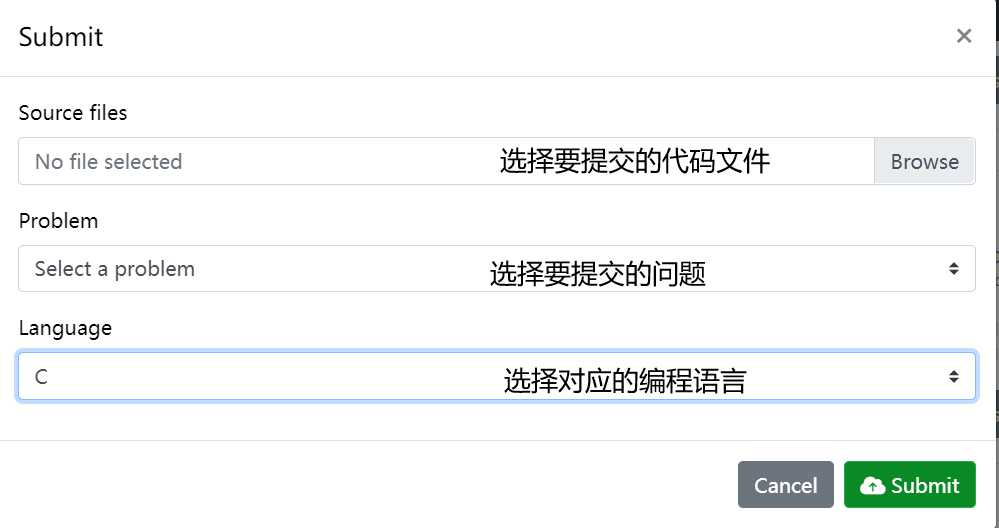 Submit
×
Source files
No file selected
选择要提交的代码文件
Browse
Problem
Select a problem
选择要提交的问题
Language
C
选择对应的编程语言
Cancel
Submit